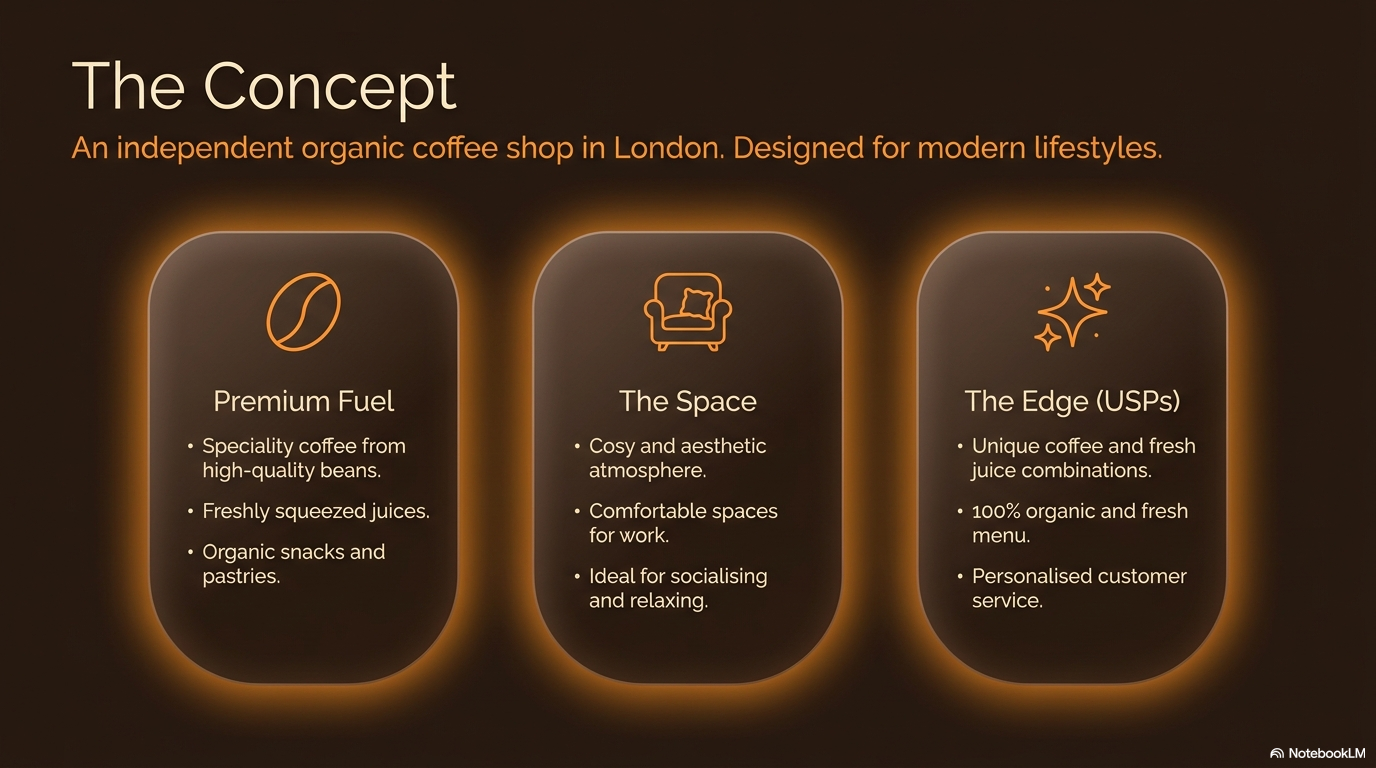 The Concept
An independent organic coffee shop in London. Designed for modern lifestyles.
Premium Fuel
• Speciality coffee from
high-quality beans.
• Freshly squeezed juices.
• Organic snacks and
pastries.
The Space
• Cosy and aesthetic
atmosphere.
• Comfortable spaces
for work.
• Ideal for socialising
and relaxing.
The Edge (USPs)
• Unique coffee and fresh
juice combinations.
• 100% organic and fresh
menu.
• Personalised customer
service.
NotebookLM